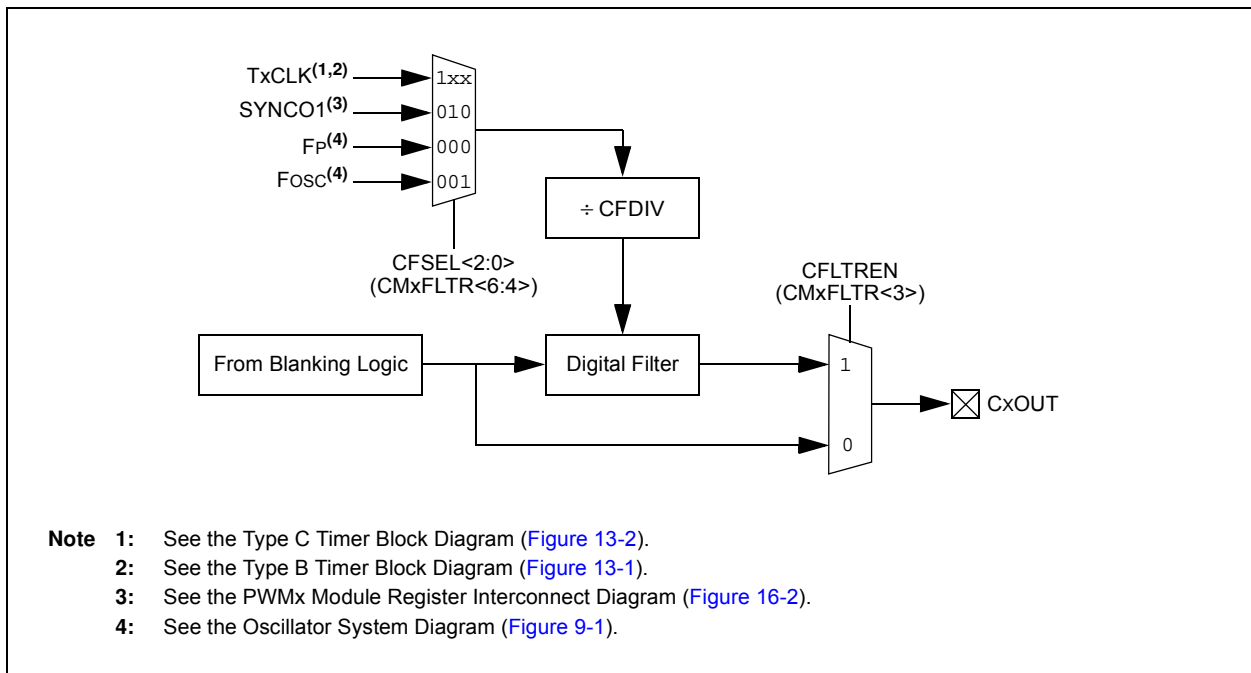 TxCLK(1,2)
1xx
SYNCO1(3)
010
FP(4)
000
FOSC(4)
001
÷ CFDIV
CFSEL<2:0>
(CMxFLTR<6:4>)
CFLTREN
(CMxFLTR<3>)
From Blanking Logic
Digital Filter
1
CxOUT
0
Note 1: See the Type C Timer Block Diagram (Figure 13-2).
2: See the Type B Timer Block Diagram (Figure 13-1).
3: See the PWMx Module Register Interconnect Diagram (Figure 16-2).
4: See the Oscillator System Diagram (Figure 9-1).